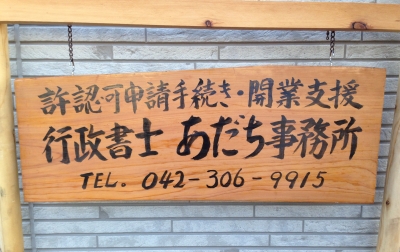 許認可申請手続き・開業支援
行政書士 あだち事務所
TEL. 042-306-9915